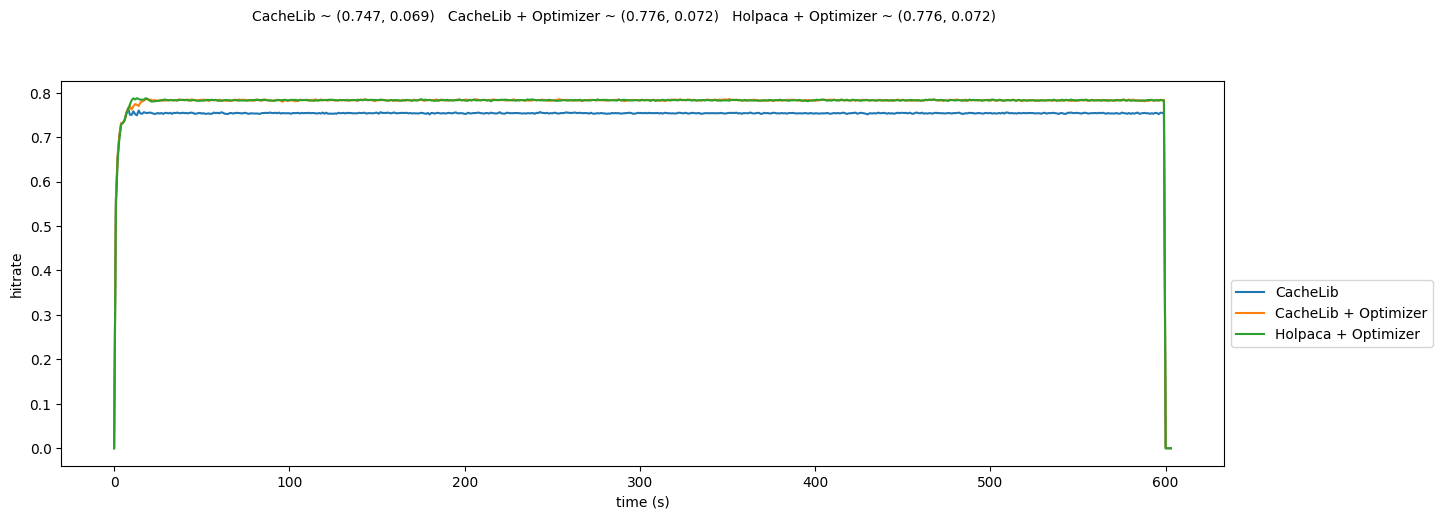 CacheLib ~ (0.747, 0.069)   CacheLib + Optimizer ~ (0.776, 0.072)   Holpaca + Optimizer ~ (0.776, 0.072)
0.8
0.7
0.6
0.5
0.4
0.3
0.2
0.1
0.0
hitrate
0 100 200 300 400 500 600
time (s)
CacheLib
CacheLib + Optimizer
Holpaca + Optimizer